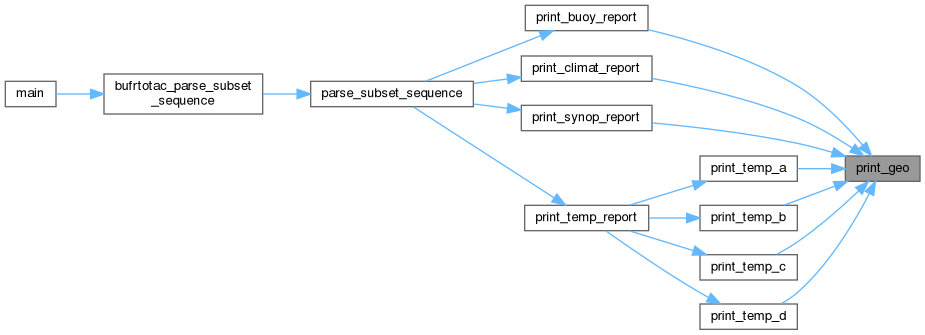 main
bufrtotac_parse_subset
_sequence
parse_subset_sequence
print_buoy_report
print_climat_report
print_synop_report
print_temp_report
print_temp_a
print_temp_b
print_temp_c
print_temp_d
print_geo